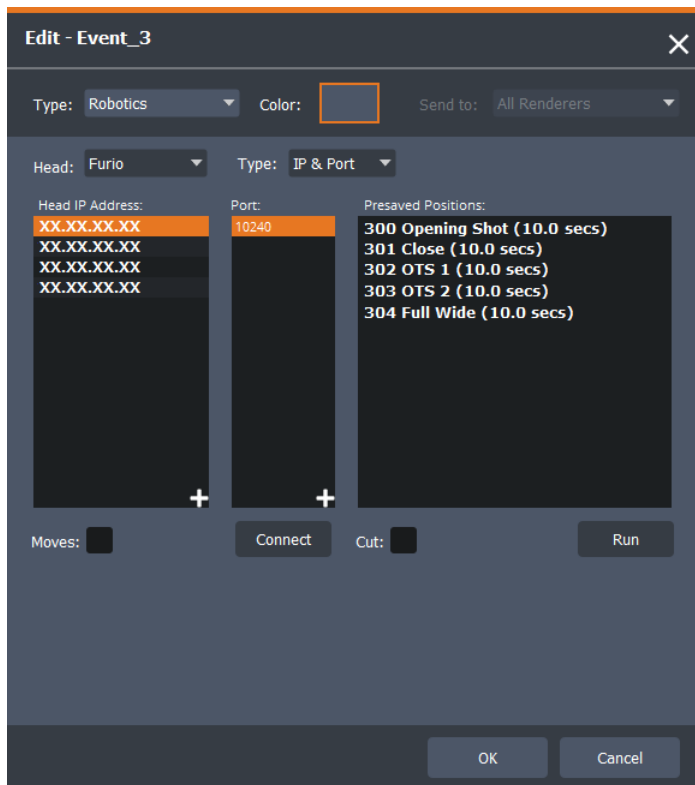 Edit - Event_3
Type: Robotics Color: Send to: All Renderers
Head: Furio Type: IP & Port
Head IP Address: Port: Presaved Positions:
XX.XX.XX.XX 10240 300 Opening Shot (10.0 secs)
XX.XX.XX.XX 301 Close (10.0 secs)
XX.XX.XX.XX 302 OTS 1 (10.0 secs)
XX.XX.XX.XX 303 OTS 2 (10.0 secs)
304 Full Wide (10.0 secs)
Moves: Connect Cut: Run
OK Cancel